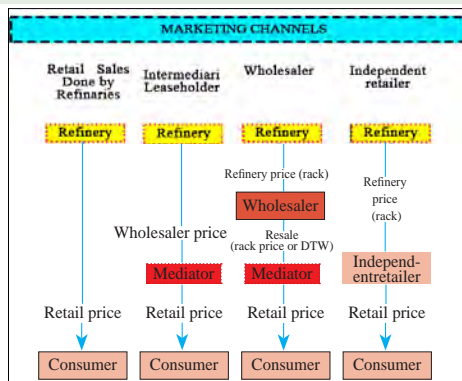 MARKETING CHANNELS
Retail Sales
Done by
Refinaries
Intermediari
Leaseholder
Wholesaler
Independent
retailer
Refinery
Refinery
Refinery
Refinery
Refinery price (rack)
Wholesaler
Refinery
price
(rack)
Wholesaler price
Resale
(rack price or DTW)
Mediator
Mediator
Independ-
entretailer
Retail price
Retail price
Retail price
Retail price
Consumer
Consumer
Consumer
Consumer